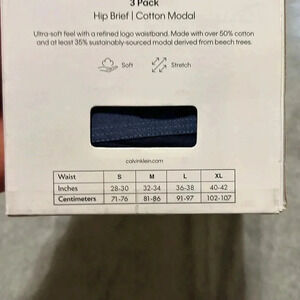 3 Pack
Hip Brief | Cotton Modal
Ultra-soft feel with a refined logo waistband. Made with over 50% cotton
and at least 35% sustainably-sourced modal derived from beech trees.
Soft Stretch
calvinklein.com
Waist S M L XL
Inches 28-30 32-34 36-38 40-42
Centimeters 71-76 81-86 91-97 102-107